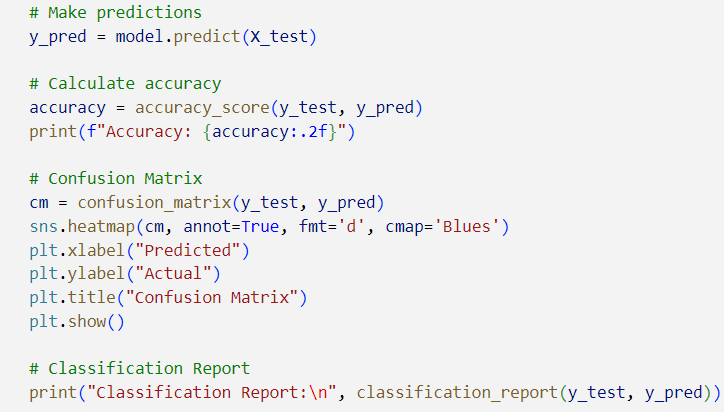 # Make predictions
y_pred = model.predict(X_test)
# Calculate accuracy
accuracy = accuracy_score(y_test, y_pred)
print(f"Accuracy: {accuracy:.2f}")
# Confusion Matrix
cm = confusion_matrix(y_test, y_pred)
sns.heatmap(cm, annot=True, fmt='d', cmap='Blues')
plt.xlabel("Predicted")
plt.ylabel("Actual")
plt.title("Confusion Matrix")
plt.show()
# Classification Report
print("Classification Report:\n", classification_report(y_test, y_pred))